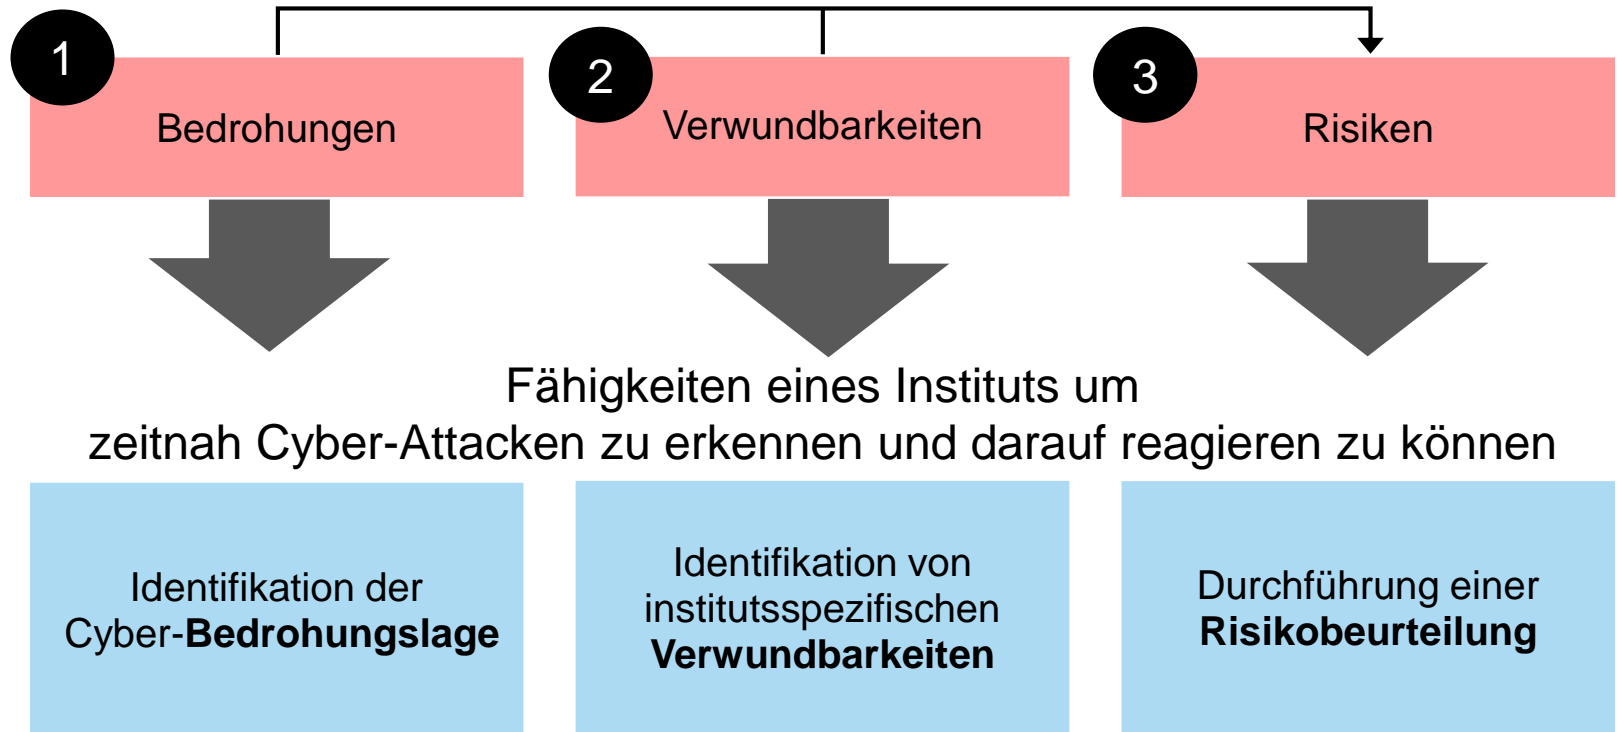 1
Bedrohungen
2
Verwundbarkeiten
3
Risiken
Fähigkeiten eines Instituts um
zeitnah Cyber-Attacken zu erkennen und darauf reagieren zu können
Identifikation der
Cyber-Bedrohungslage
Identifikation von
institutsspezifischen
Verwundbarkeiten
Durchführung einer
Risikobeurteilung